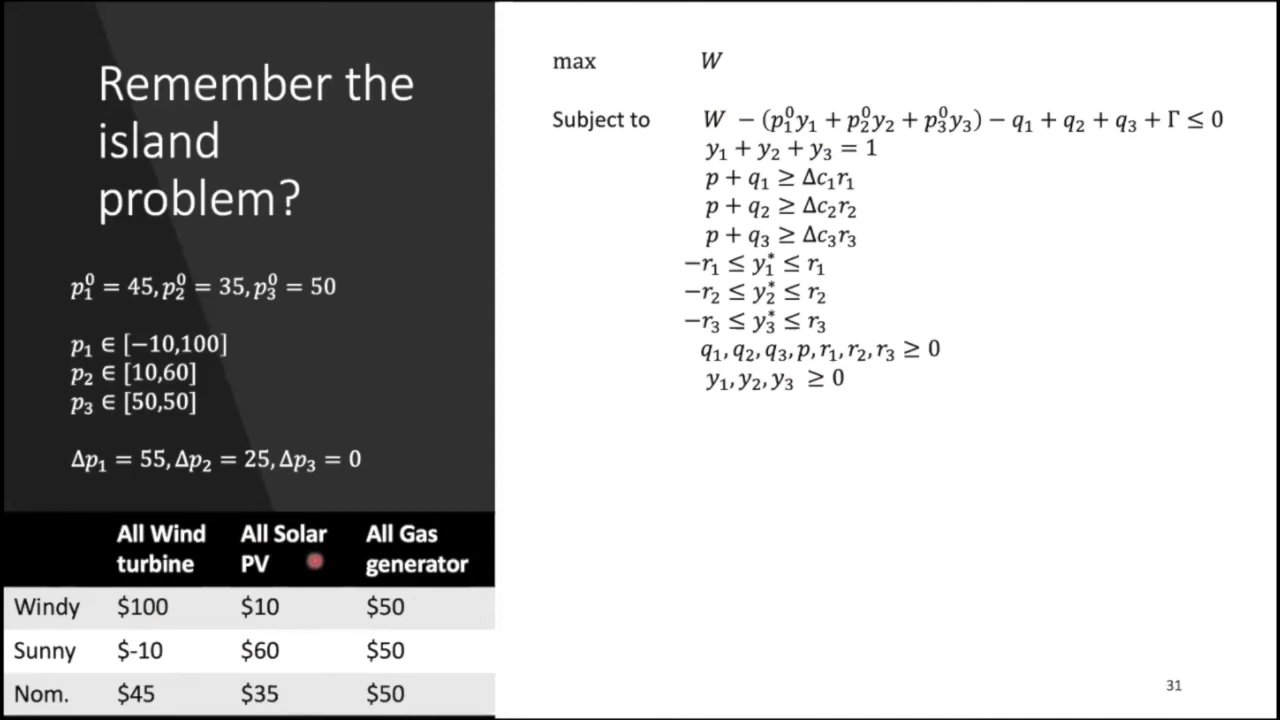 Remember the
island
problem?
p₁⁰ = 45, p₂⁰ = 35, p₃⁰ = 50
p₁ ∈ [−10,100]
p₂ ∈ [10,60]
p₃ ∈ [50,50]
Δp₁ = 55, Δp₂ = 25, Δp₃ = 0
All Wind turbine All Solar PV All Gas generator
Windy $100 $10 $50
Sunny $-10 $60 $50
Nom. $45 $35 $50
max W
Subject to W − (p₁⁰y₁ + p₂⁰y₂ + p₃⁰y₃) − q₁ + q₂ + q₃ + Γ ≤ 0
y₁ + y₂ + y₃ = 1
p + q₁ ≥ Δc₁r₁
p + q₂ ≥ Δc₂r₂
p + q₃ ≥ Δc₃r₃
−r₁ ≤ y₁* ≤ r₁
−r₂ ≤ y₂* ≤ r₂
−r₃ ≤ y₃* ≤ r₃
q₁, q₂, q₃, p, r₁, r₂, r₃ ≥ 0
y₁, y₂, y₃ ≥ 0
31